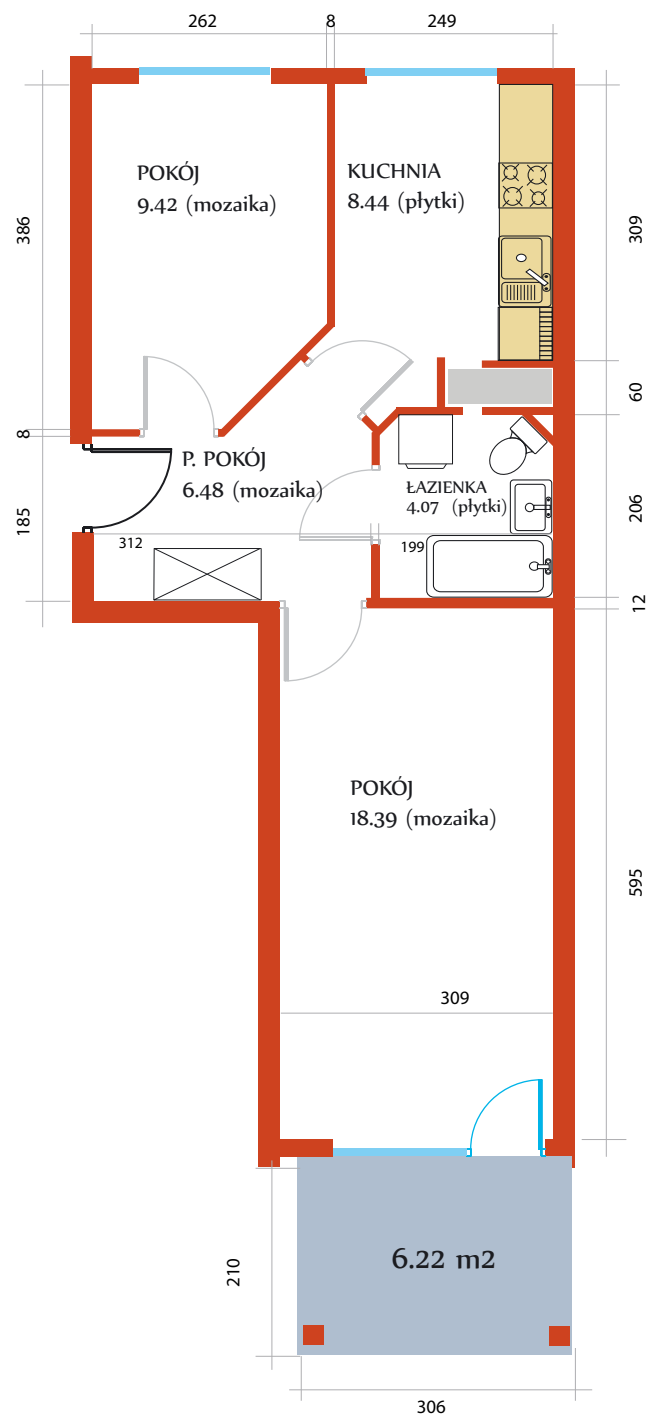 262
8
249
POKÓJ
9.42 (mozaika)
KUCHNIA
8.44 (płytki)
386
309
60
8
P. POKÓJ
6.48 (mozaika)
ŁAZIENKA
4.07 (płytki)
185
206
312
199
12
POKÓJ
18.39 (mozaika)
595
309
6.22 m2
210
306